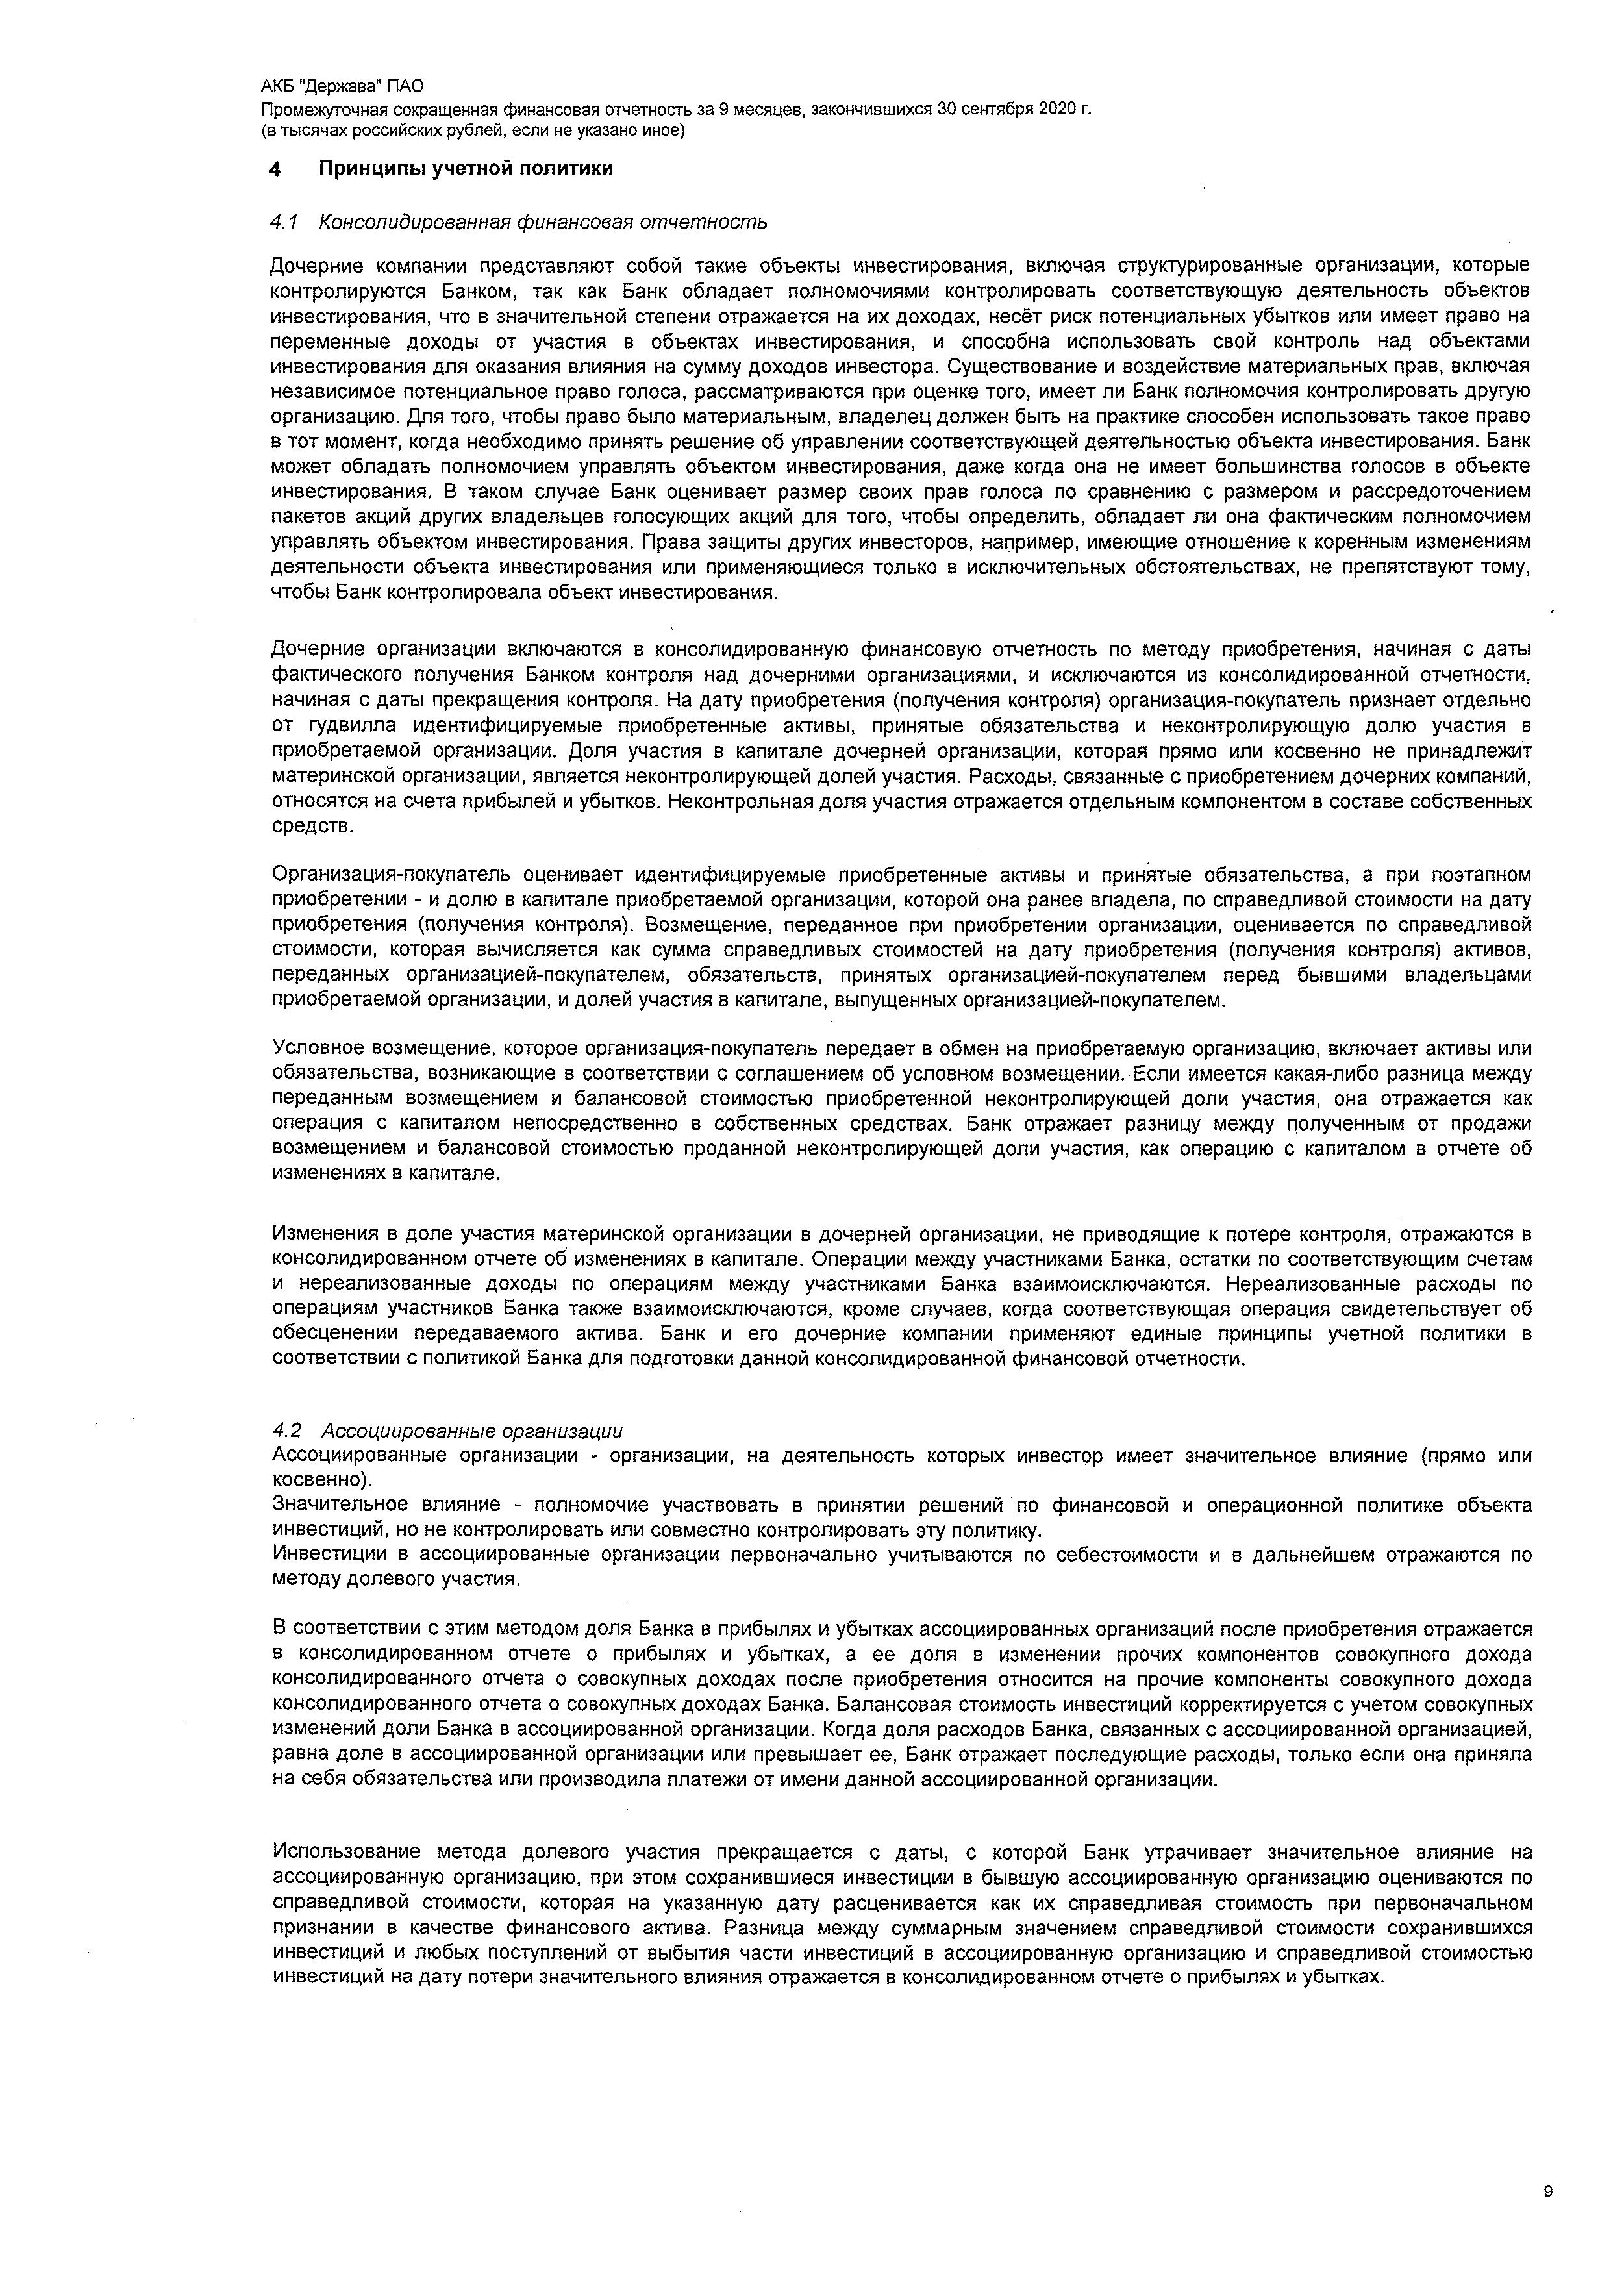 АКБ "Держава" ПАО
Промежуточная сокращенная финансовая отчетность за 9 месяцев, закончившихся 30 сентября 2020 г.
(в тысячах российских рублей, если не указано иное)
4 Принципы учетной политики
4.1 Консолидированная финансовая отчетность
Дочерние компании представляют собой такие объекты инвестирования, включая структурированные организации, которые
контролируются Банком, так как Банк обладает полномочиями контролировать соответствующую деятельность объектов
инвестирования, что в значительной степени отражается на их доходах, несёт риск потенциальных убытков или имеет право на
переменные доходы от участия в объектах инвестирования, и способна использовать свой контроль над объектами
инвестирования для оказания влияния на сумму доходов инвестора. Существование и воздействие материальных прав, включая
независимое потенциальное право голоса, рассматриваются при оценке того, имеет ли Банк полномочия контролировать другую
организацию. Для того, чтобы право было материальным, владелец должен быть на практике способен использовать такое право
в тот момент, когда необходимо принять решение об управлении соответствующей деятельностью объекта инвестирования. Банк
может обладать полномочием управлять объектом инвестирования, даже когда она не имеет большинства голосов в объекте
инвестирования. В таком случае Банк оценивает размер своих прав голоса по сравнению с размером и рассредоточением
пакетов акций других владельцев голосующих акций для того, чтобы определить, обладает ли она фактическим полномочием
управлять объектом инвестирования. Права защиты других инвесторов, например, имеющие отношение к коренным изменениям
деятельности объекта инвестирования или применяющиеся только в исключительных обстоятельствах, не препятствуют тому,
чтобы Банк контролировала объект инвестирования.
Дочерние организации включаются в консолидированную финансовую отчетность по методу приобретения, начиная с даты
фактического получения Банком контроля над дочерними организациями, и исключаются из консолидированной отчетности,
начиная с даты прекращения контроля. На дату приобретения (получения контроля) организация-покупатель признает отдельно
от гудвилла идентифицируемые приобретенные активы, принятые обязательства и неконтролирующую долю участия в
приобретаемой организации. Доля участия в капитале дочерней организации, которая прямо или косвенно не принадлежит
материнской организации, является неконтролирующей долей участия. Расходы, связанные с приобретением дочерних компаний,
относятся на счета прибылей и убытков. Неконтрольная доля участия отражается отдельным компонентом в составе собственных
средств.
Организация-покупатель оценивает идентифицируемые приобретенные активы и принятые обязательства, а при поэтапном
приобретении - и долю в капитале приобретаемой организации, которой она ранее владела, по справедливой стоимости на дату
приобретения (получения контроля). Возмещение, переданное при приобретении организации, оценивается по справедливой
стоимости, которая вычисляется как сумма справедливых стоимостей на дату приобретения (получения контроля) активов,
переданных организацией-покупателем, обязательств, принятых организацией-покупателем перед бывшими владельцами
приобретаемой организации, и долей участия в капитале, выпущенных организацией-покупателем.
Условное возмещение, которое организация-покупатель передает в обмен на приобретаемую организацию, включает активы или
обязательства, возникающие в соответствии с соглашением об условном возмещении. Если имеется какая-либо разница между
переданным возмещением и балансовой стоимостью приобретенной неконтролирующей доли участия, она отражается как
операция с капиталом непосредственно в собственных средствах. Банк отражает разницу между полученным от продажи
возмещением и балансовой стоимостью проданной неконтролирующей доли участия, как операцию с капиталом в отчете об
изменениях в капитале.
Изменения в доле участия материнской организации в дочерней организации, не приводящие к потере контроля, отражаются в
консолидированном отчете об изменениях в капитале. Операции между участниками Банка, остатки по соответствующим счетам
и нереализованные доходы по операциям между участниками Банка взаимоисключаются. Нереализованные расходы по
операциям участников Банка также взаимоисключаются, кроме случаев, когда соответствующая операция свидетельствует об
обесценении передаваемого актива. Банк и его дочерние компании применяют единые принципы учетной политики в
соответствии с политикой Банка для подготовки данной консолидированной финансовой отчетности.
4.2 Ассоциированные организации
Ассоциированные организации - организации, на деятельность которых инвестор имеет значительное влияние (прямо или
косвенно).
Значительное влияние - полномочие участвовать в принятии решений по финансовой и операционной политике объекта
инвестиций, но не контролировать или совместно контролировать эту политику.
Инвестиции в ассоциированные организации первоначально учитываются по себестоимости и в дальнейшем отражаются по
методу долевого участия.
В соответствии с этим методом доля Банка в прибылях и убытках ассоциированных организаций после приобретения отражается
в консолидированном отчете о прибылях и убытках, а ее доля в изменении прочих компонентов совокупного дохода
консолидированного отчета о совокупных доходах после приобретения относится на прочие компоненты совокупного дохода
консолидированного отчета о совокупных доходах Банка. Балансовая стоимость инвестиций корректируется с учетом совокупных
изменений доли Банка в ассоциированной организации. Когда доля расходов Банка, связанных с ассоциированной организацией,
равна доле в ассоциированной организации или превышает ее, Банк отражает последующие расходы, только если она приняла
на себя обязательства или производила платежи от имени данной ассоциированной организации.
Использование метода долевого участия прекращается с даты, с которой Банк утрачивает значительное влияние на
ассоциированную организацию, при этом сохранившиеся инвестиции в бывшую ассоциированную организацию оцениваются по
справедливой стоимости, которая на указанную дату расценивается как их справедливая стоимость при первоначальном
признании в качестве финансового актива. Разница между суммарным значением справедливой стоимости сохранившихся
инвестиций и любых поступлений от выбытия части инвестиций в ассоциированную организацию и справедливой стоимостью
инвестиций на дату потери значительного влияния отражается в консолидированном отчете о прибылях и убытках.
9